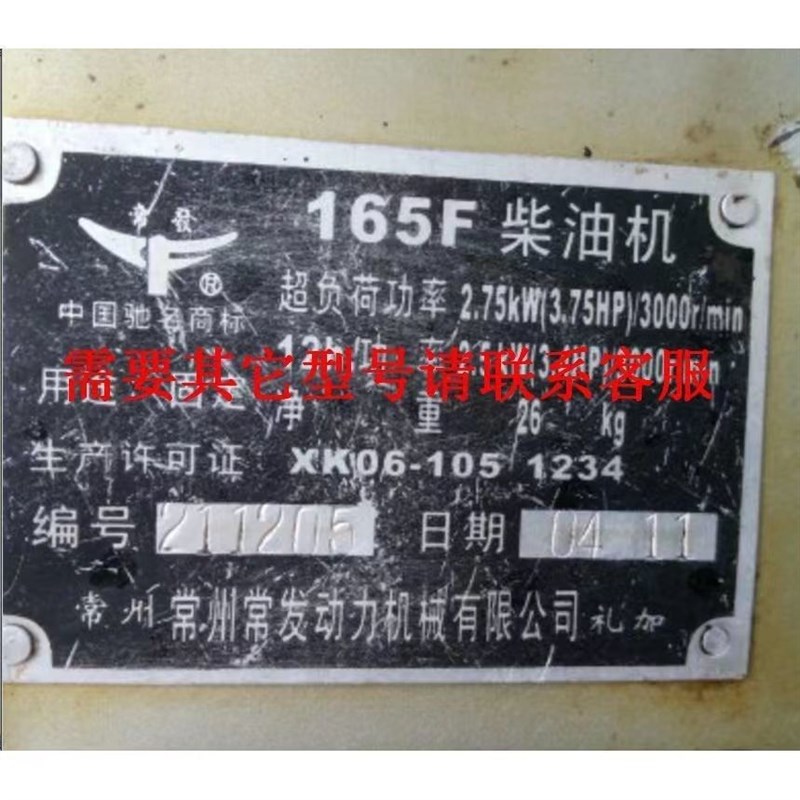 常發
®
中国驰名商标
165F 柴油机
超负荷功率 2.75kW(3.75HP)/3000r/min
需要其它型号请联系客服
净 重 26 kg
生产许可证 XK06-105 1234
编号 211205 日期 04 11
常州 常州常发动力机械有限公司 礼加